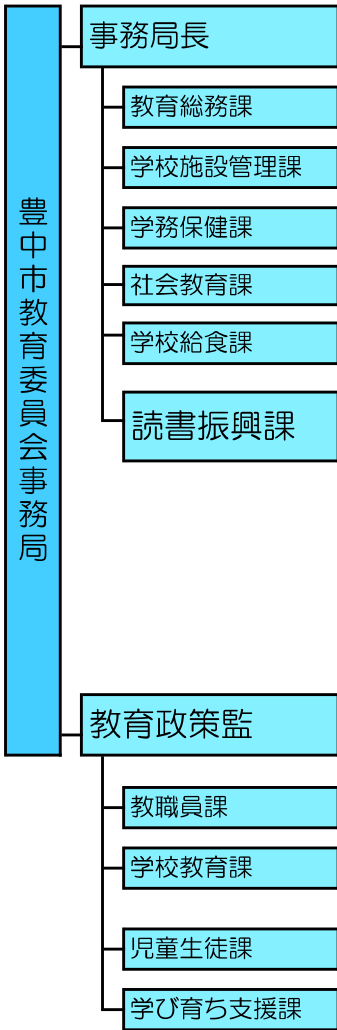 豊中市教育委員会事務局
事務局長
教育総務課
学校施設管理課
学務保健課
社会教育課
学校給食課
読書振興課
教育政策監
教職員課
学校教育課
児童生徒課
学び育ち支援課